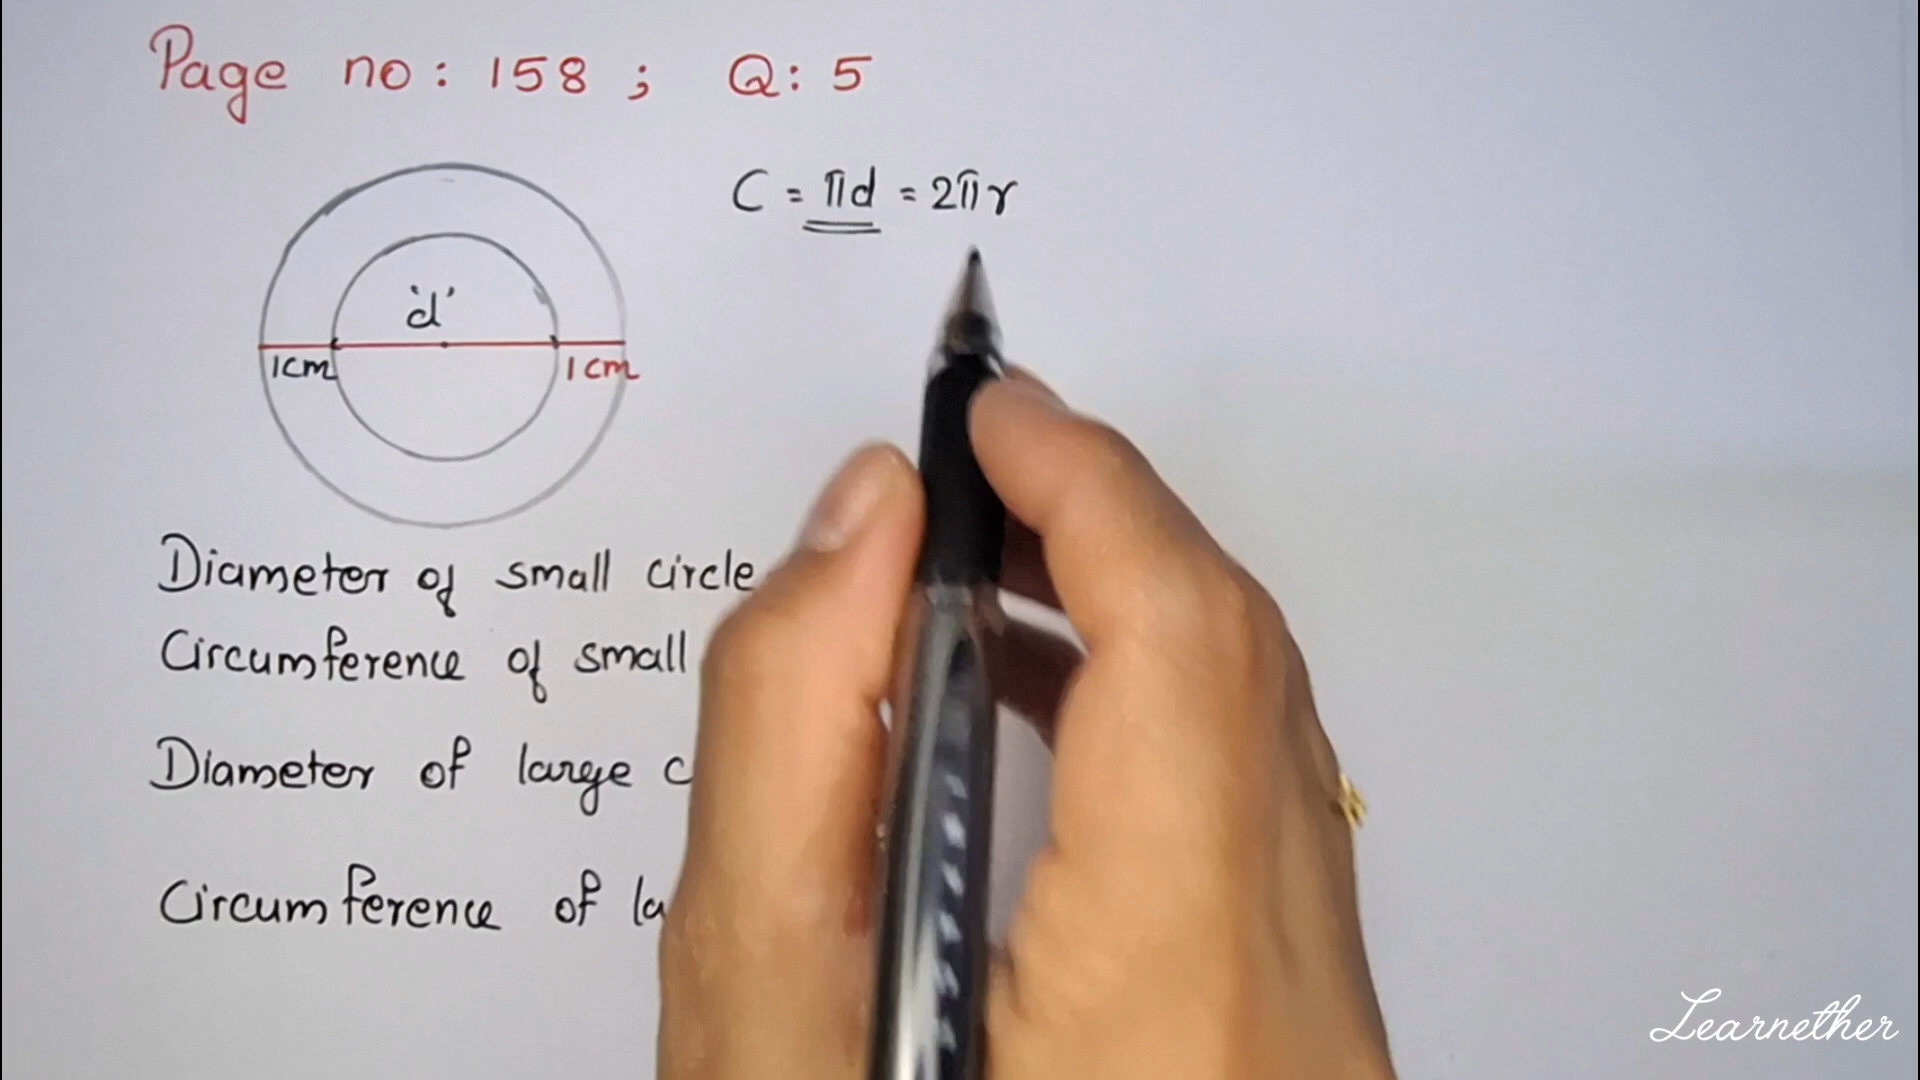 Page no: 158 ; Q: 5
C = πd = 2πr
'd'
1cm 1cm
Diameter of small circle
Circumference of small
Diameter of large c
Circumference of la
Learnether